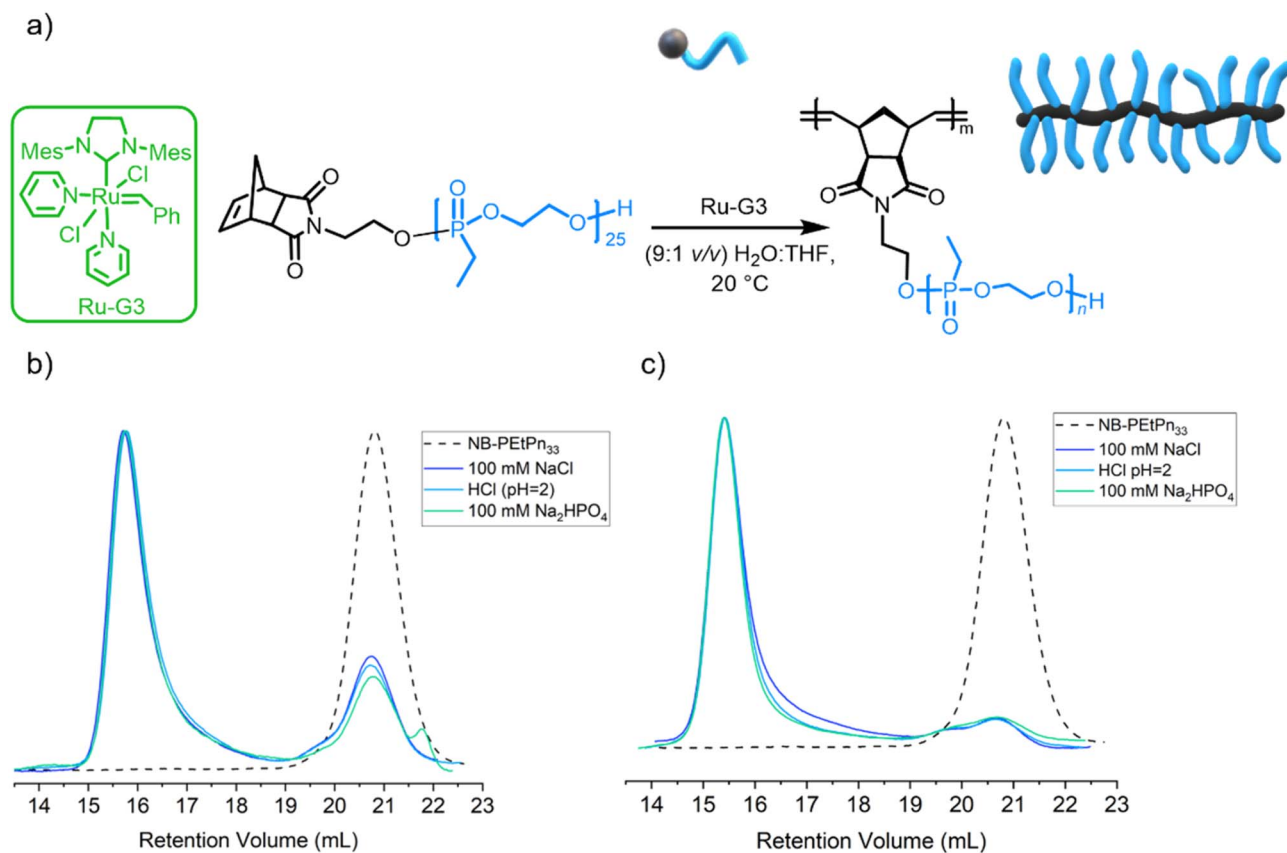 a)
Mes
N
N
Mes
Cl
N
Ru
Ph
Cl
N
Ru-G3
O
N
O
O
P
O
O
O
H
25
Ru-G3
(9:1 v/v) H₂O:THF,
20 °C
m
O
N
O
O
P
O
O
O
H
n
b)
NB-PEtPn₃₃
100 mM NaCl
HCl (pH=2)
100 mM Na₂HPO₄
14 15 16 17 18 19 20 21 22 23
Retention Volume (mL)
c)
NB-PEtPn₃₃
100 mM NaCl
HCl pH=2
100 mM Na₂HPO₄
14 15 16 17 18 19 20 21 22 23
Retention Volume (mL)